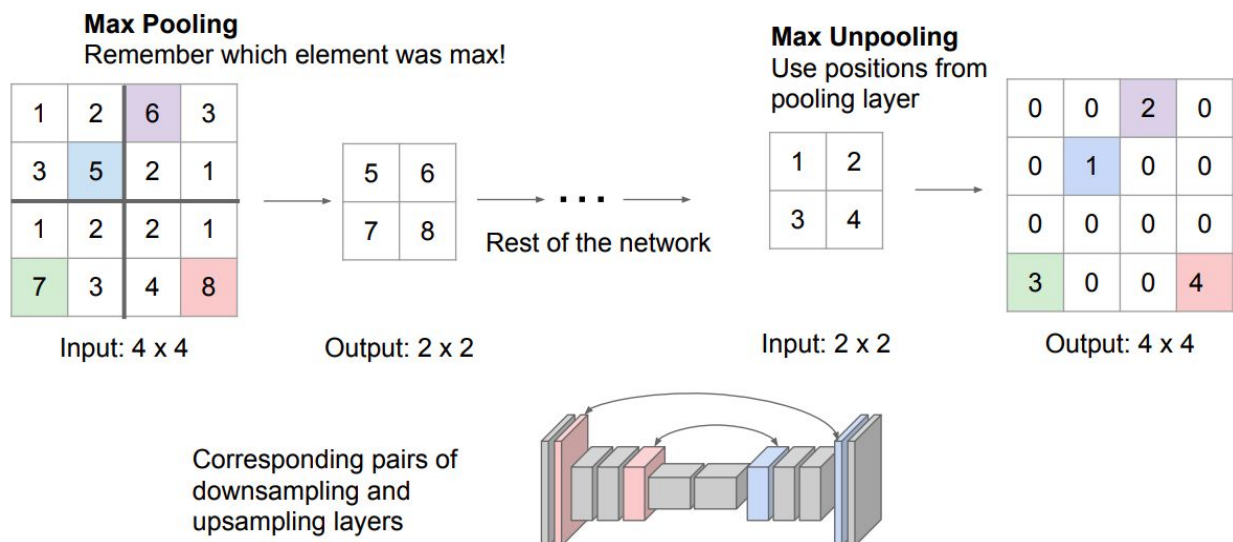 Max Pooling
Remember which element was max!
1 2 6 3
3 5 2 1
1 2 2 1
7 3 4 8
Input: 4 x 4
5 6
7 8
Output: 2 x 2
...
Rest of the network
Max Unpooling
Use positions from
pooling layer
1 2
3 4
Input: 2 x 2
0 0 2 0
0 1 0 0
0 0 0 0
3 0 0 4
Output: 4 x 4
Corresponding pairs of
downsampling and
upsampling layers